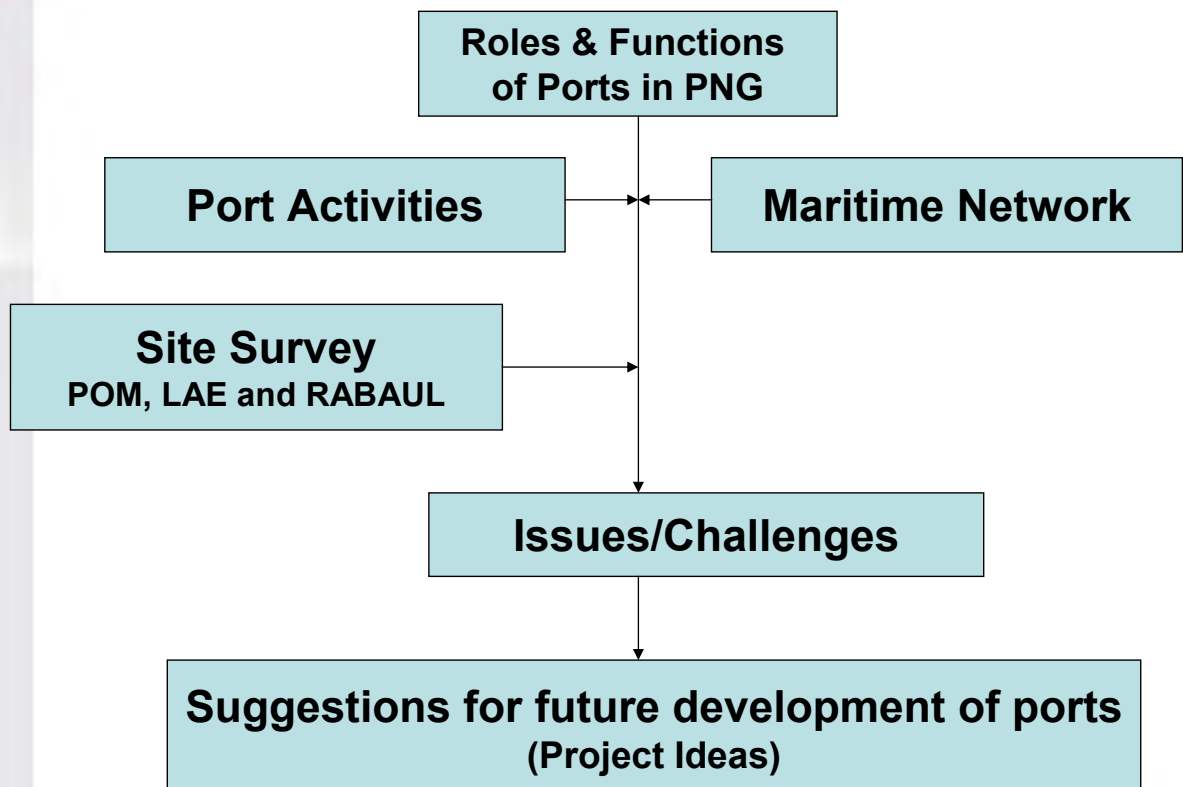 Roles & Functions
of Ports in PNG
Port Activities
Maritime Network
Site Survey
POM, LAE and RABAUL
Issues/Challenges
Suggestions for future development of ports
(Project Ideas)